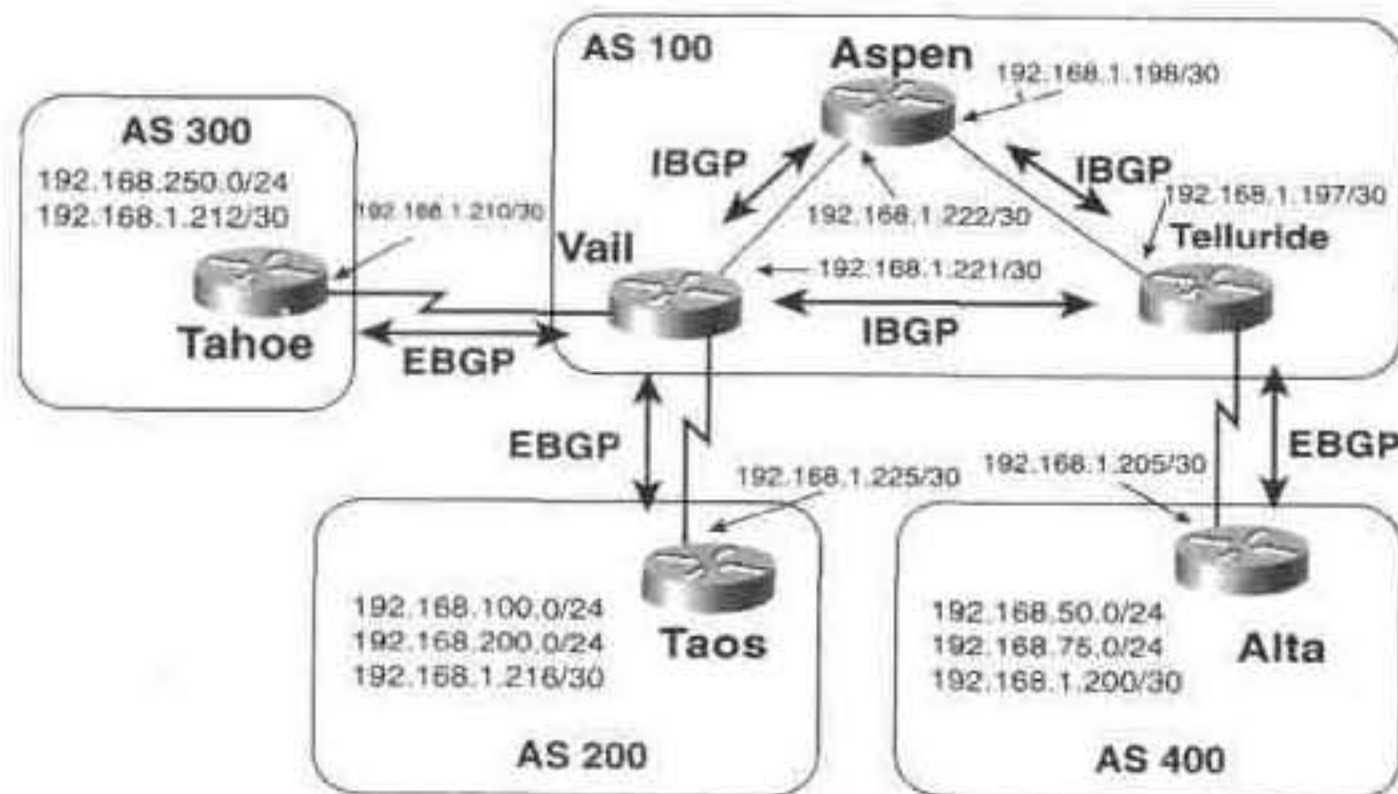 AS 100
Aspen
192.168.1.198/30
AS 300
192.168.250.0/24
192.168.1.212/30
192.168.1.210/30
IBGP
IBGP
192.168.1.197/30
192.168.1.222/30
Vail
Telluride
192.168.1.221/30
Tahoe
EBGP
IBGP
EBGP
EBGP
192.168.1.225/30
192.168.1.205/30
192.168.100.0/24
192.168.200.0/24
192.168.1.216/30
Taos
192.168.50.0/24
192.168.75.0/24
192.168.1.200/30
Alta
AS 200
AS 400